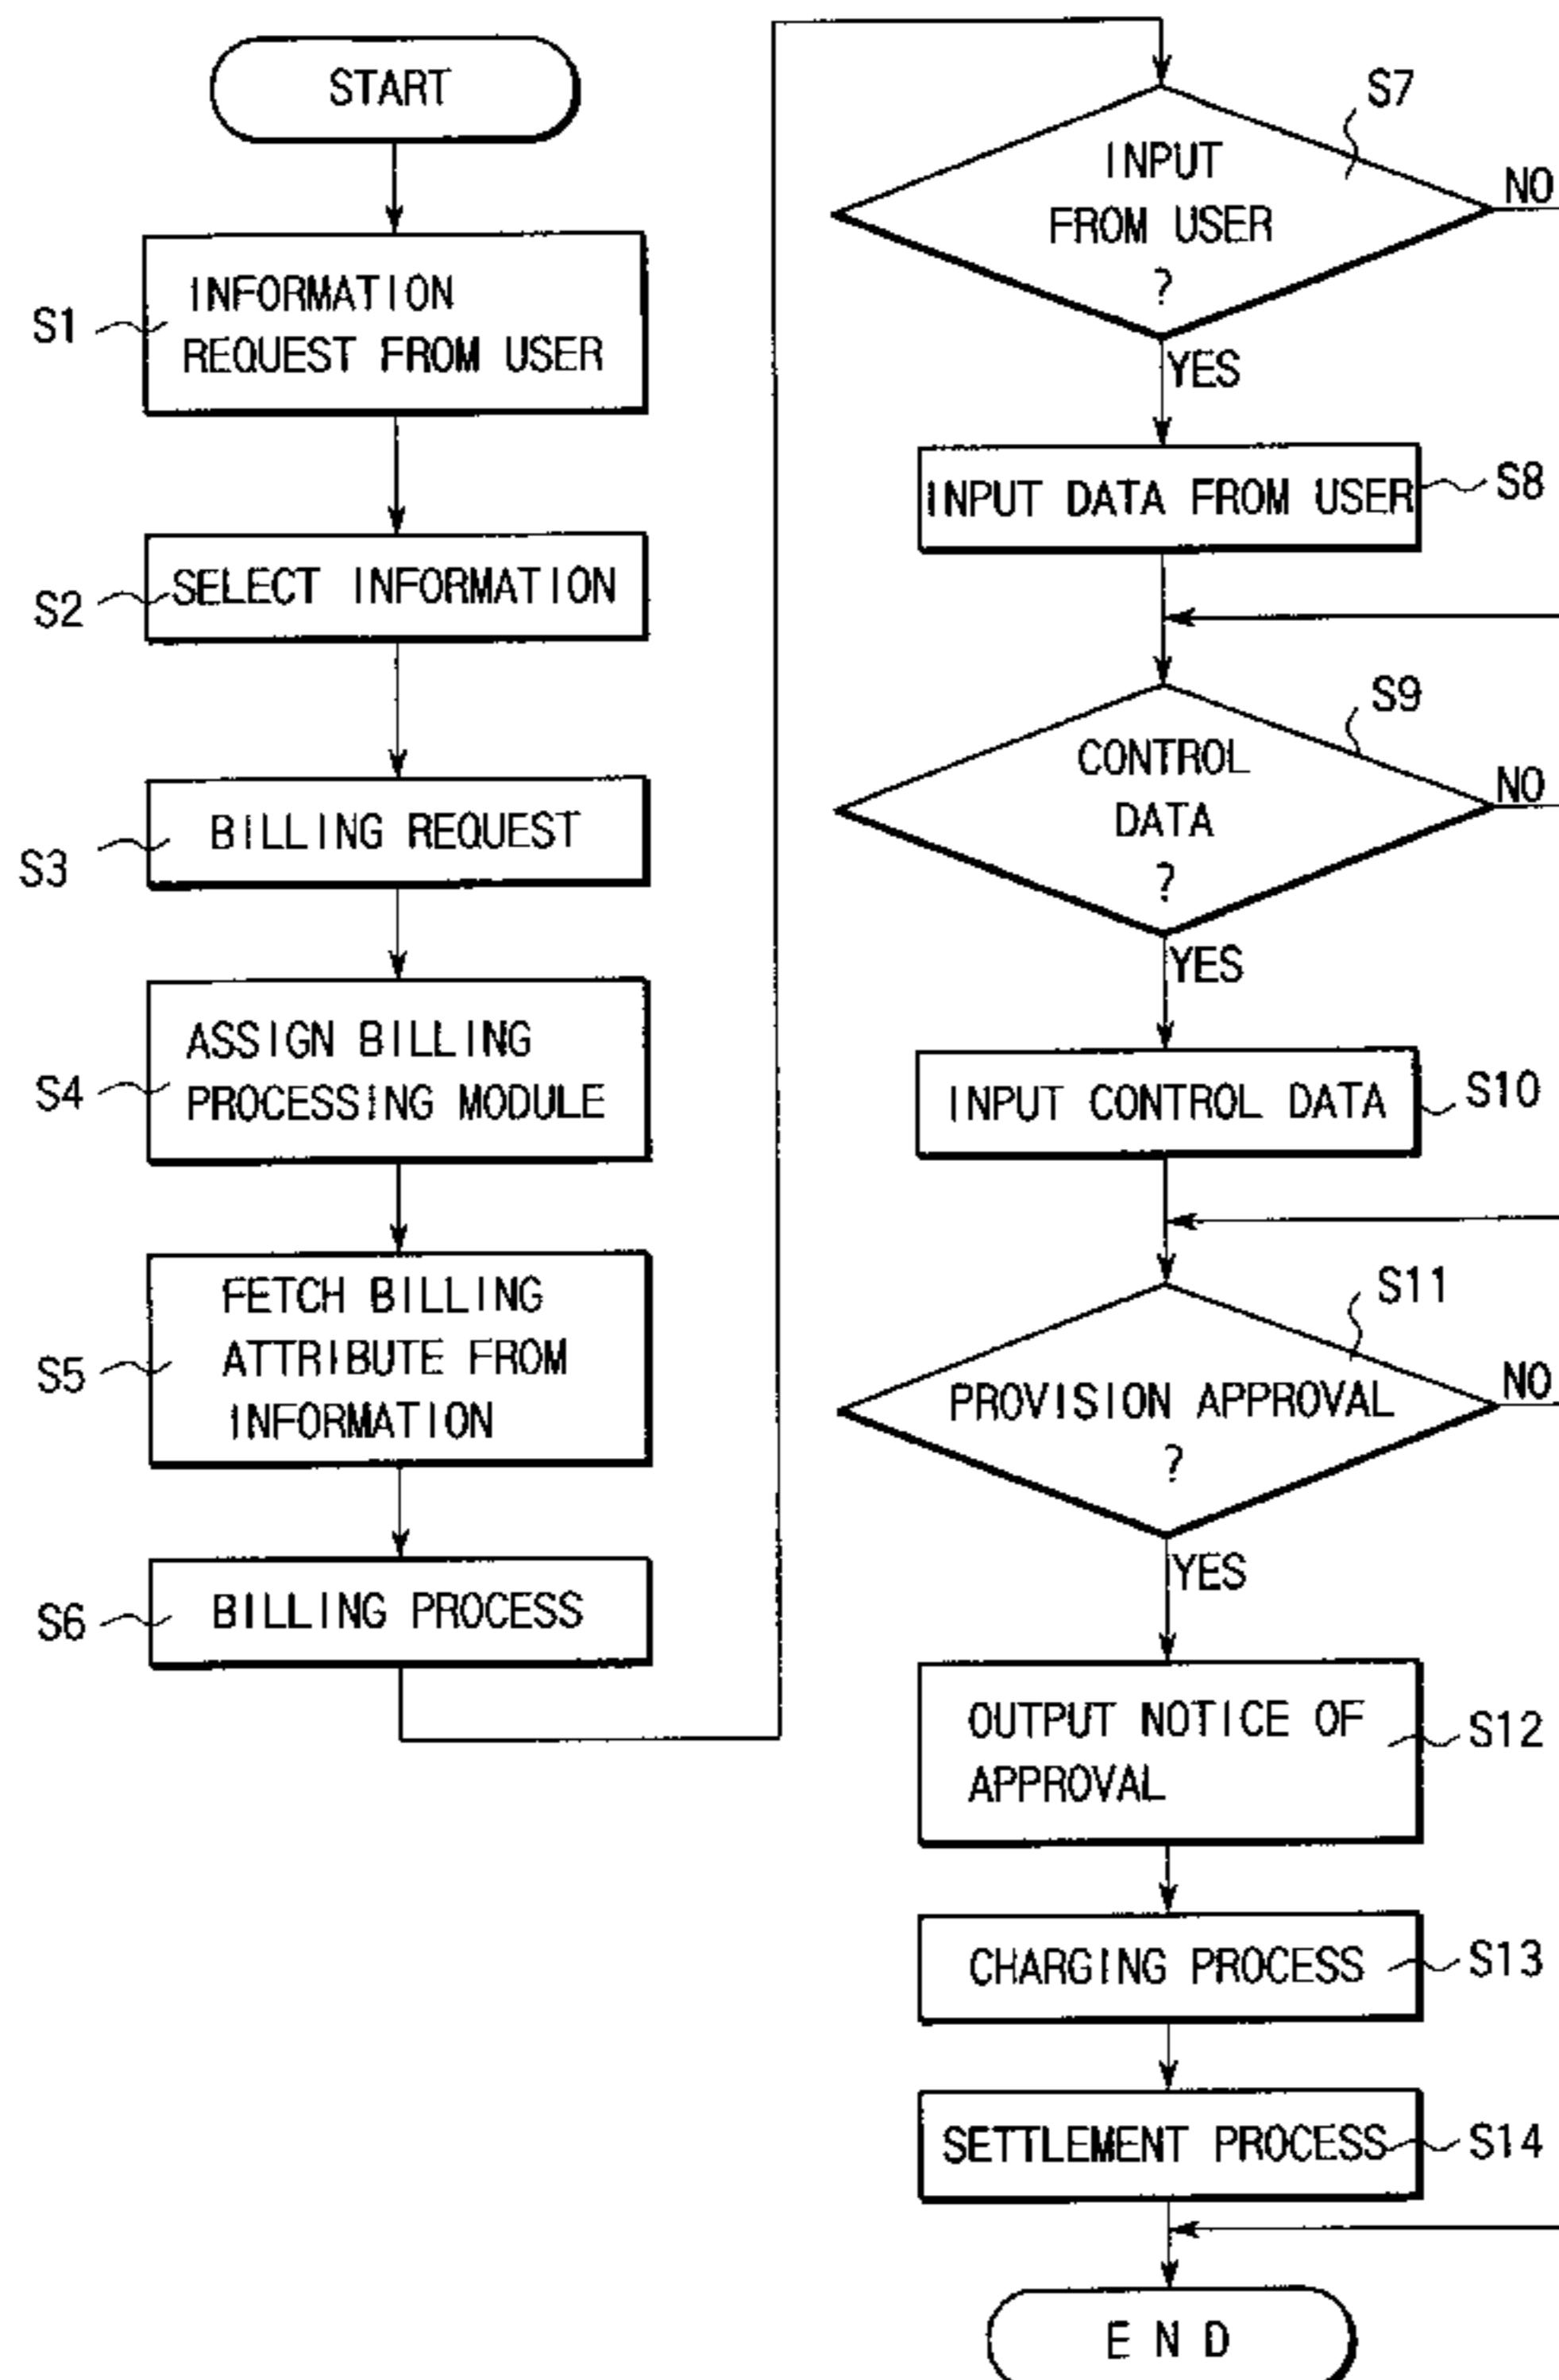 START
S1
INFORMATION
REQUEST FROM USER
S2
SELECT INFORMATION
S3
BILLING REQUEST
S4
ASSIGN BILLING
PROCESSING MODULE
S5
FETCH BILLING
ATTRIBUTE FROM
INFORMATION
S6
BILLING PROCESS
S7
INPUT
FROM USER
?
NO
YES
INPUT DATA FROM USER
S8
S9
CONTROL
DATA
?
NO
YES
INPUT CONTROL DATA
S10
S11
PROVISION APPROVAL
?
NO
YES
OUTPUT NOTICE OF
APPROVAL
S12
CHARGING PROCESS
S13
SETTLEMENT PROCESS
S14
END